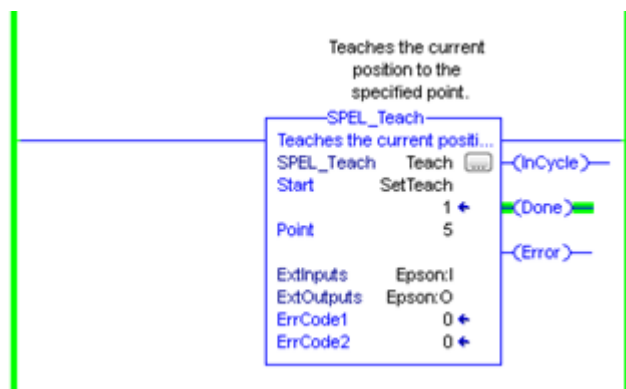 Teaches the current
position to the
specified point.
SPEL_Teach
Teaches the current positi...
SPEL_Teach Teach ... (InCycle)
Start SetTeach
1 (Done)
Point 5
(Error)
ExtInputs Epson:I
ExtOutputs Epson:O
ErrCode1 0
ErrCode2 0